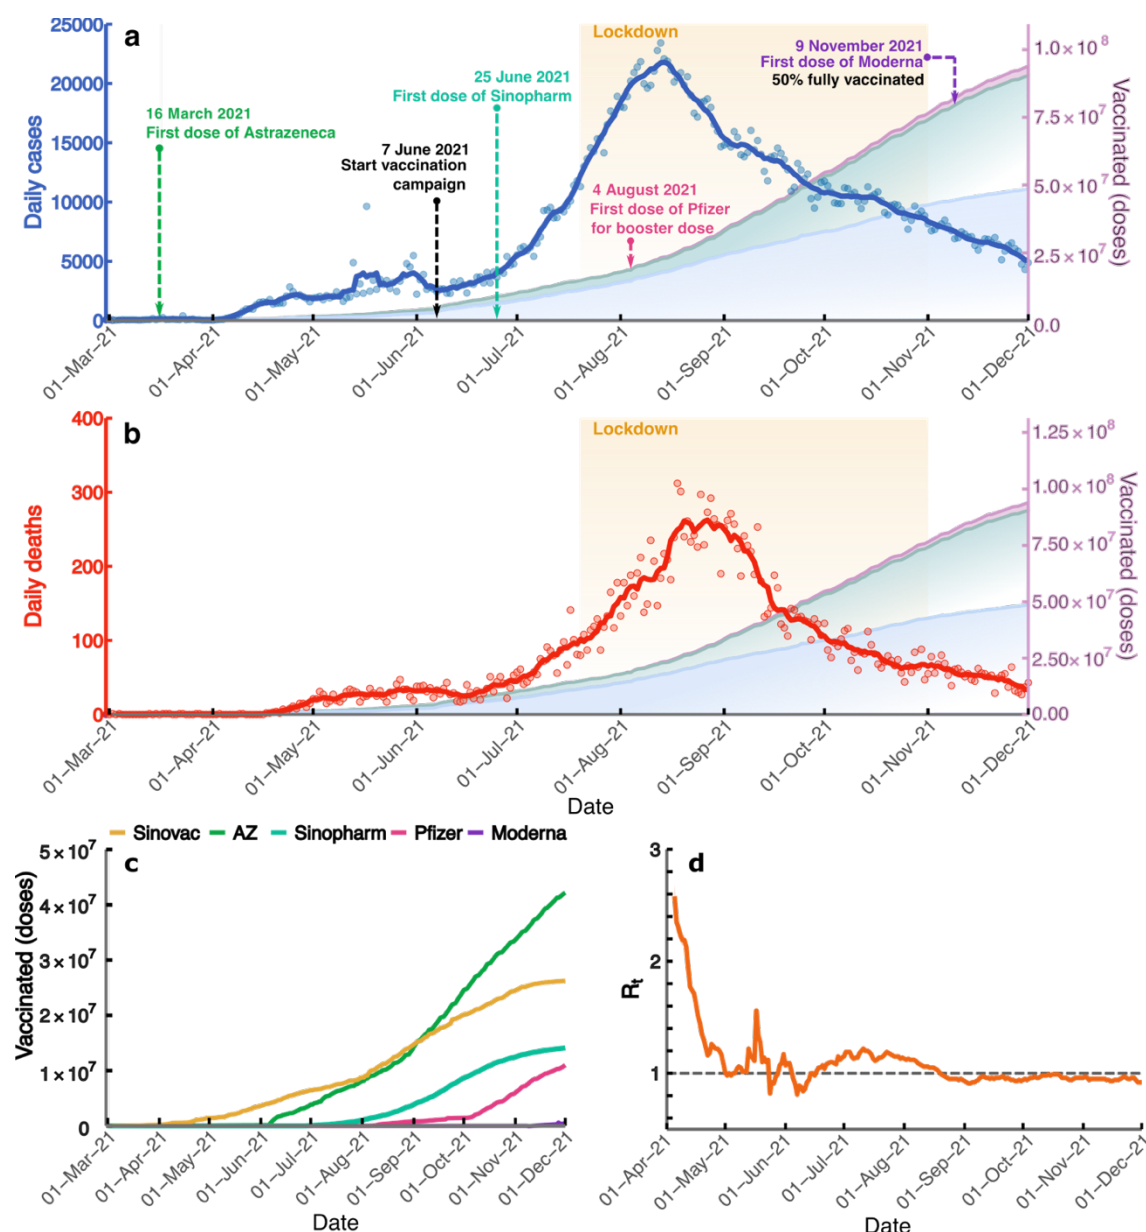 a
Lockdown
25 June 2021
First dose of Sinopharm
9 November 2021
First dose of Moderna
50% fully vaccinated
16 March 2021
First dose of Astrazeneca
7 June 2021
Start vaccination
campaign
4 August 2021
First dose of Pfizer
for booster dose
Daily cases
25000
20000
15000
10000
5000
0
Vaccinated (doses)
1.0×10⁸
7.5×10⁷
5.0×10⁷
2.5×10⁷
0.0
01–Mar–21
01–Apr–21
01–May–21
01–Jun–21
01–Jul–21
01–Aug–21
01–Sep–21
01–Oct–21
01–Nov–21
01–Dec–21
b
Lockdown
Daily deaths
400
300
200
100
0
Vaccinated (doses)
1.25×10⁸
1.00×10⁸
7.50×10⁷
5.00×10⁷
2.50×10⁷
0.00
01–Mar–21
01–Apr–21
01–May–21
01–Jun–21
01–Jul–21
01–Aug–21
01–Sep–21
01–Oct–21
01–Nov–21
01–Dec–21
Date
Sinovac AZ Sinopharm Pfizer Moderna
c
Vaccinated (doses)
5×10⁷
4×10⁷
3×10⁷
2×10⁷
1×10⁷
0
01–Mar–21
01–Apr–21
01–May–21
01–Jun–21
01–Jul–21
01–Aug–21
01–Sep–21
01–Oct–21
01–Nov–21
01–Dec–21
Date
d
Rₜ
3
2
1
01–Apr–21
01–May–21
01–Jun–21
01–Jul–21
01–Aug–21
01–Sep–21
01–Oct–21
01–Nov–21
01–Dec–21
Date